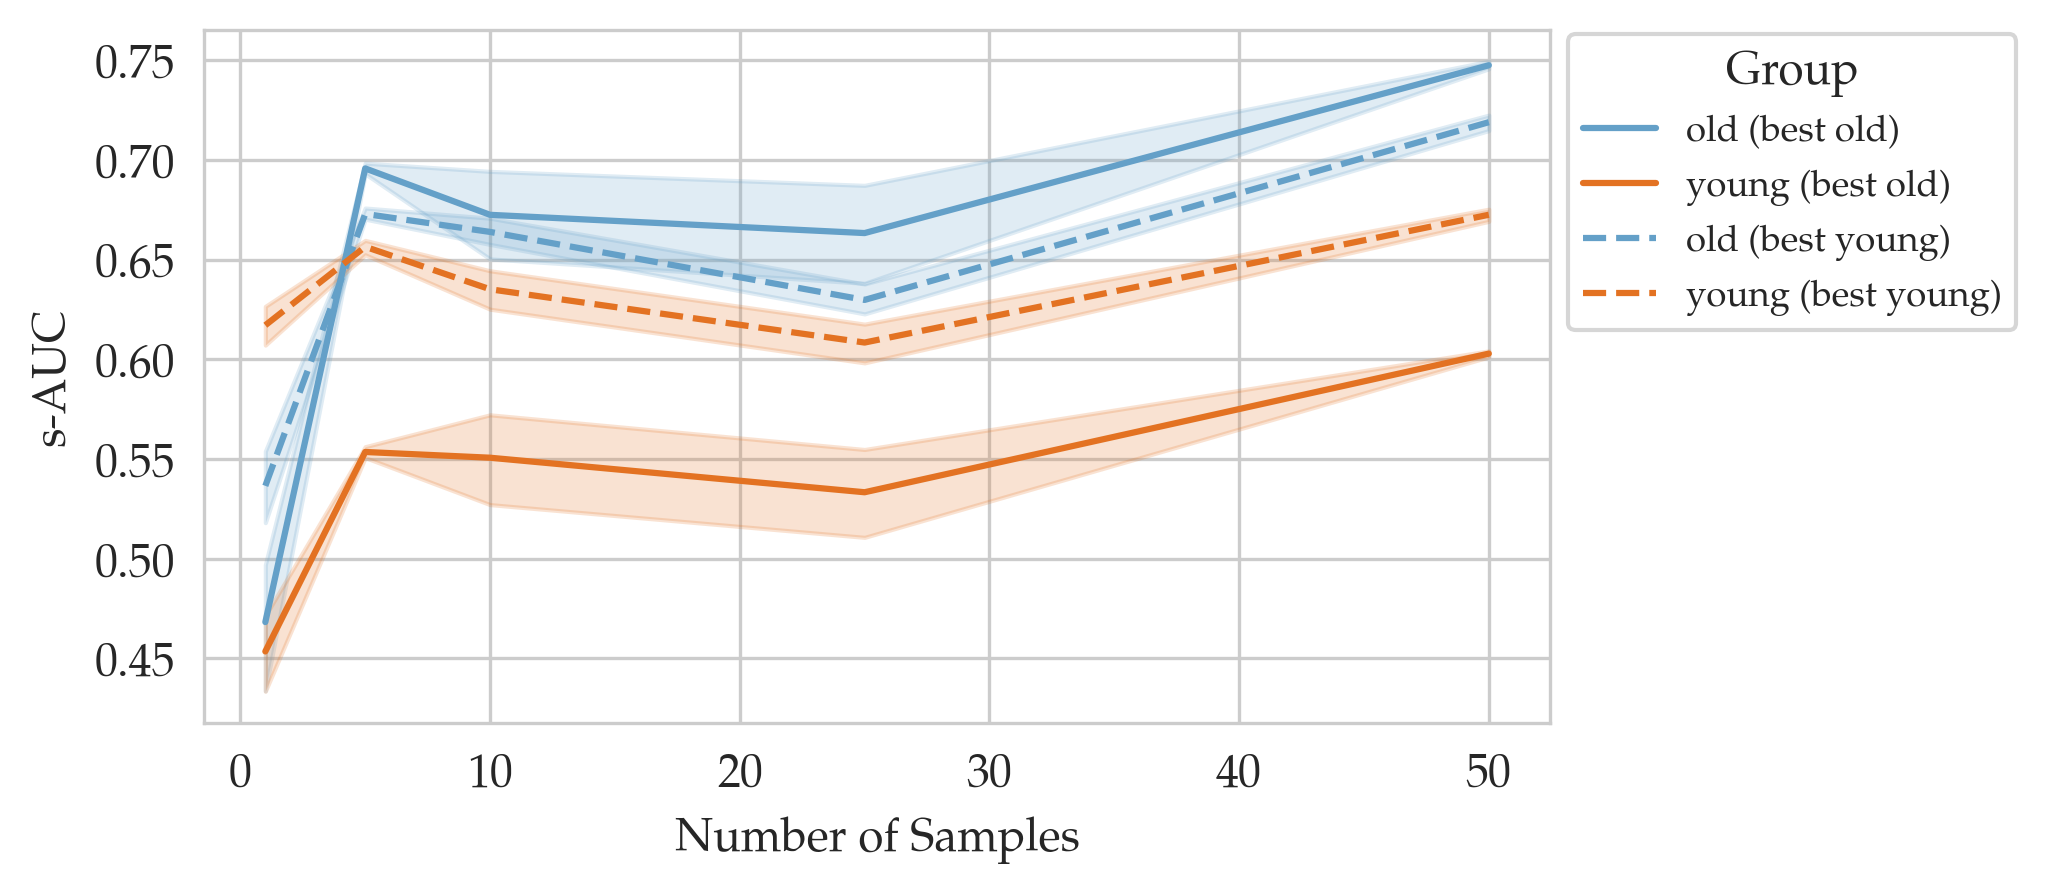 0.75
0.70
0.65
0.60
0.55
0.50
0.45
s-AUC
0 10 20 30 40 50
Number of Samples
Group
old (best old)
young (best old)
old (best young)
young (best young)